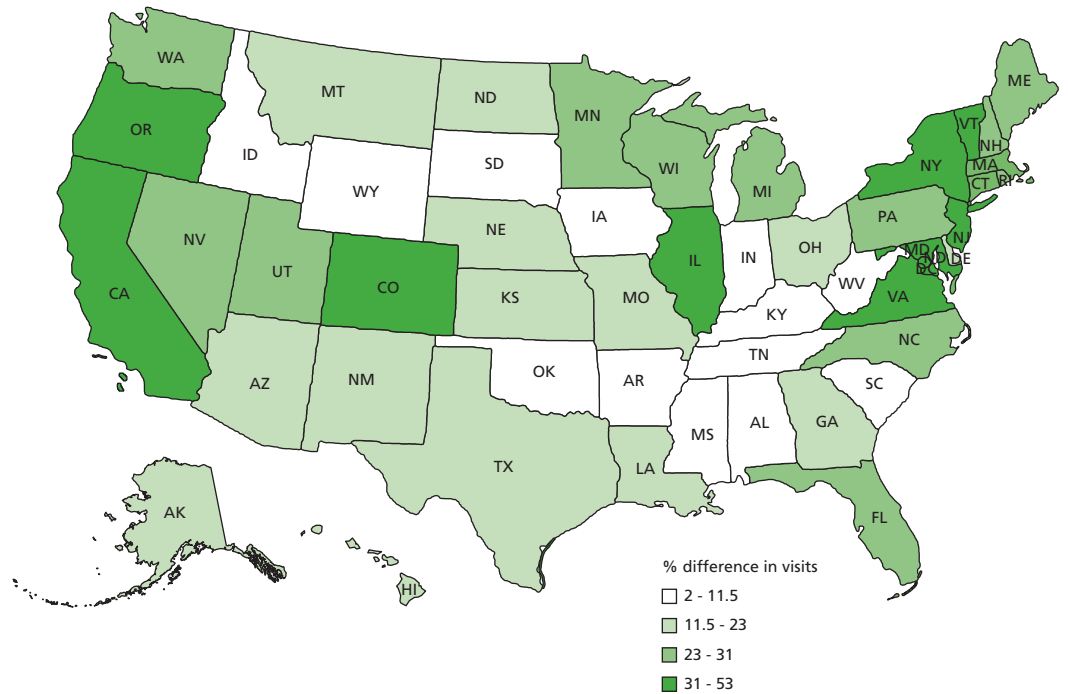 WA
MT
ND
MN
ME
OR
ID
SD
WI
VT
NH
NY
MA
WY
MI
CT
RI
IA
PA
NE
NV
OH
NJ
UT
IL
IN
MD
DE
DC
CO
CA
KS
MO
WV
VA
KY
NC
TN
AZ
NM
OK
AR
SC
MS
AL
GA
TX
LA
AK
FL
HI
% difference in visits
2 - 11.5
11.5 - 23
23 - 31
31 - 53